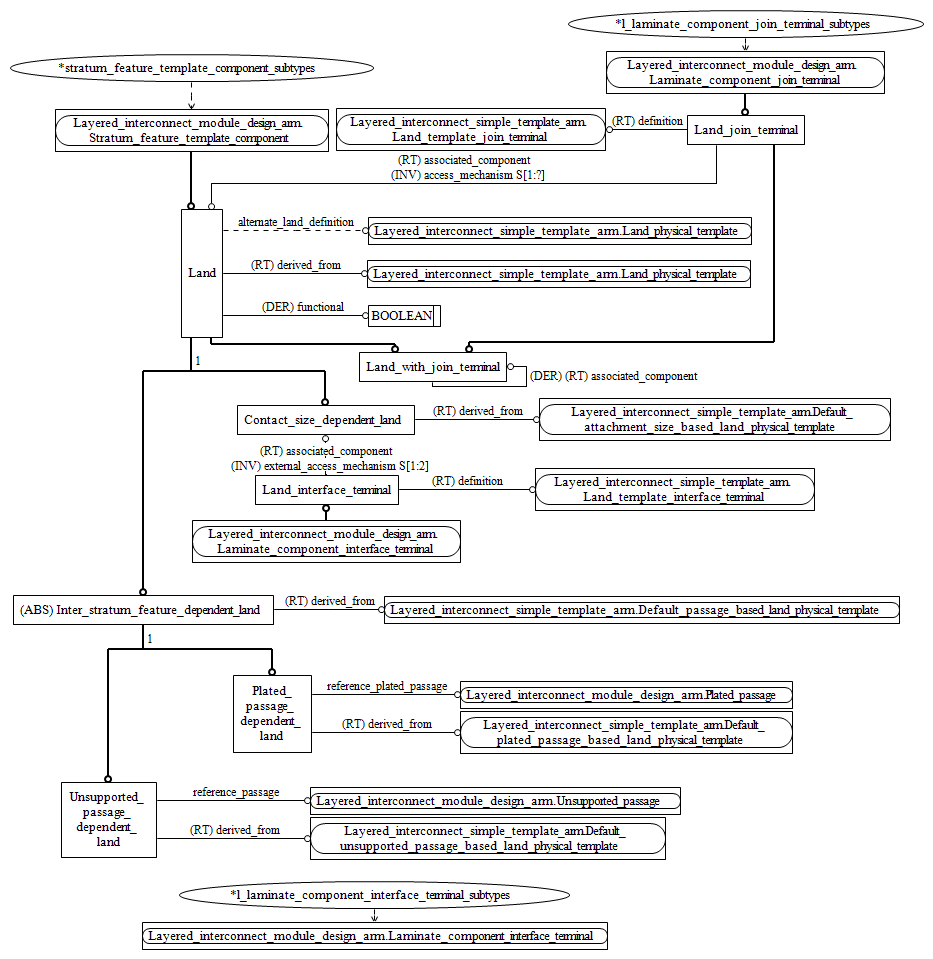 *l_laminate_component_join_terminal_subtypes
*stratum_feature_template_component_subtypes
Layered_interconnect_module_design_arm.
Laminate_component_join_terminal
Layered_interconnect_module_design_arm.
Stratum_feature_template_component
Layered_interconnect_simple_template_arm.
Land_template_join_terminal
(RT) definition
Land_join_terminal
(RT) associated_component
(INV) access_mechanism S[1:?]
Land
alternate_land_definition
Layered_interconnect_simple_template_arm.Land_physical_template
(RT) derived_from
Layered_interconnect_simple_template_arm.Land_physical_template
(DER) functional
BOOLEAN
1
Land_with_join_terminal
(DER) (RT) associated_component
Contact_size_dependent_land
(RT) derived_from
Layered_interconnect_simple_template_arm.Default_
attachment_size_based_land_physical_template
(RT) associated_component
(INV) external_access_mechanism S[1:2]
Land_interface_terminal
(RT) definition
Layered_interconnect_simple_template_arm.
Land_template_interface_terminal
Layered_interconnect_module_design_arm.
Laminate_component_interface_terminal
(ABS) Inter_stratum_feature_dependent_land
(RT) derived_from
Layered_interconnect_simple_template_arm.Default_passage_based_land_physical_template
1
Plated_
passage_
dependent_
land
reference_plated_passage
Layered_interconnect_module_design_arm.Plated_passage
(RT) derived_from
Layered_interconnect_simple_template_arm.Default_
plated_passage_based_land_physical_template
Unsupported_
passage_
dependent_
land
reference_passage
Layered_interconnect_module_design_arm.Unsupported_passage
(RT) derived_from
Layered_interconnect_simple_template_arm.Default_
unsupported_passage_based_land_physical_template
*l_laminate_component_interface_terminal_subtypes
Layered_interconnect_module_design_arm.Laminate_component_interface_terminal